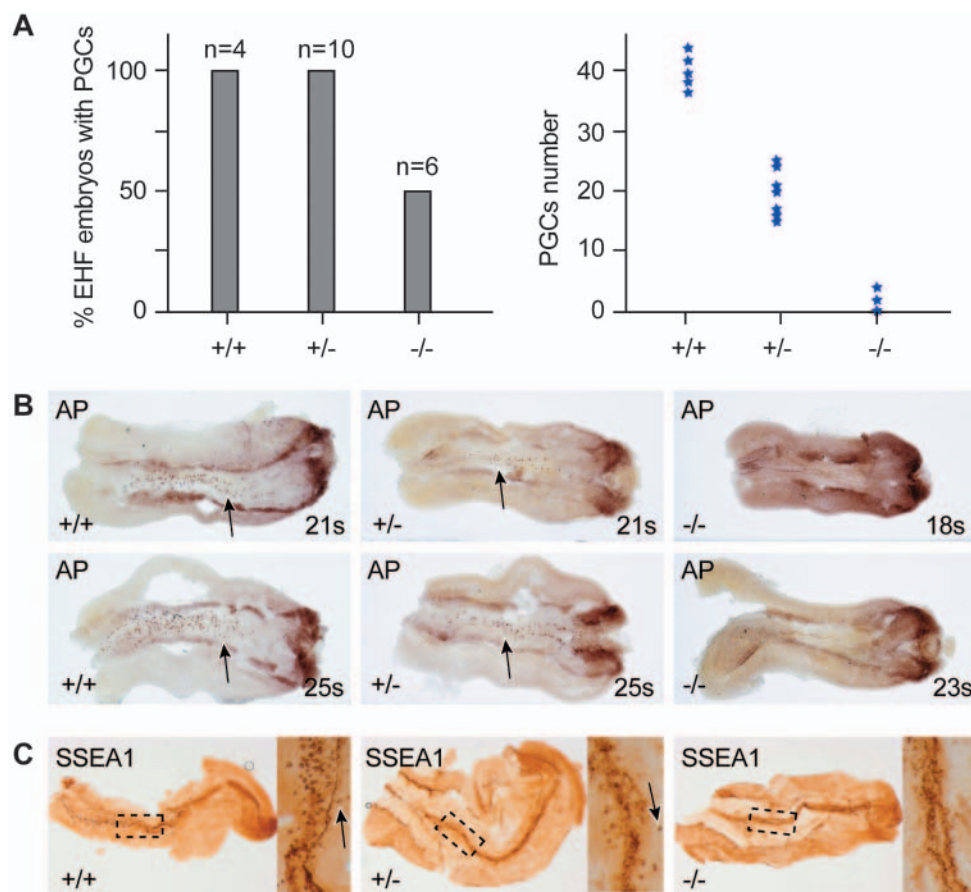 A
% EHF embryos with PGCs
100
50
0
n=4
n=10
n=6
+/+
+/-
-/-
PGCs number
40
30
20
10
0
+/+
+/-
-/-
B
AP
+/+
21s
AP
+/-
21s
AP
-/-
18s
AP
+/+
25s
AP
+/-
25s
AP
-/-
23s
C
SSEA1
+/+
SSEA1
+/-
SSEA1
-/-